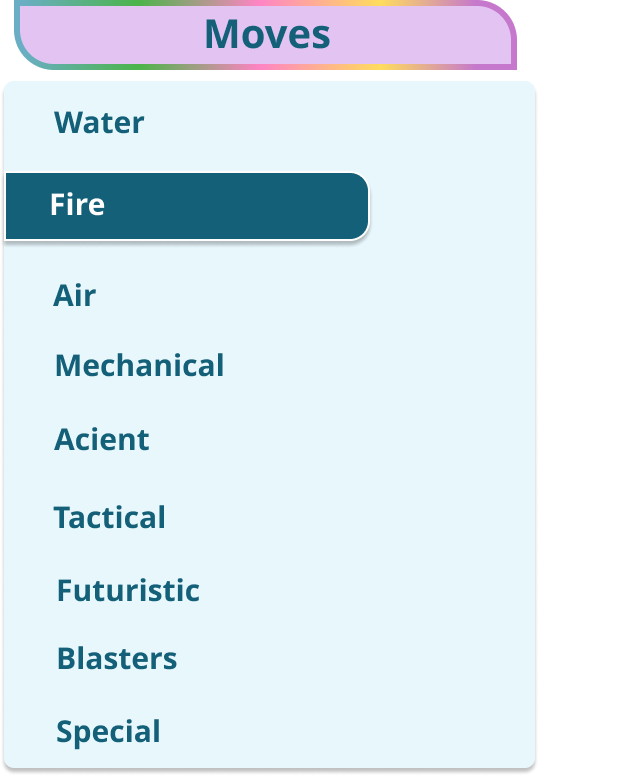 Moves
Water
Fire
Air
Mechanical
Acient
Tactical
Futuristic
Blasters
Special